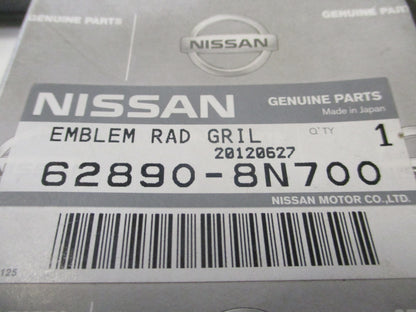 GENUINE PARTS
GENUINE
NISSAN
NISSAN
GENUINE PARTS
Made in Japan
EMBLEM RAD GRIL
Q'TY
1
20120627
62890-8N700
NISSAN MOTOR CO.,LTD.
125